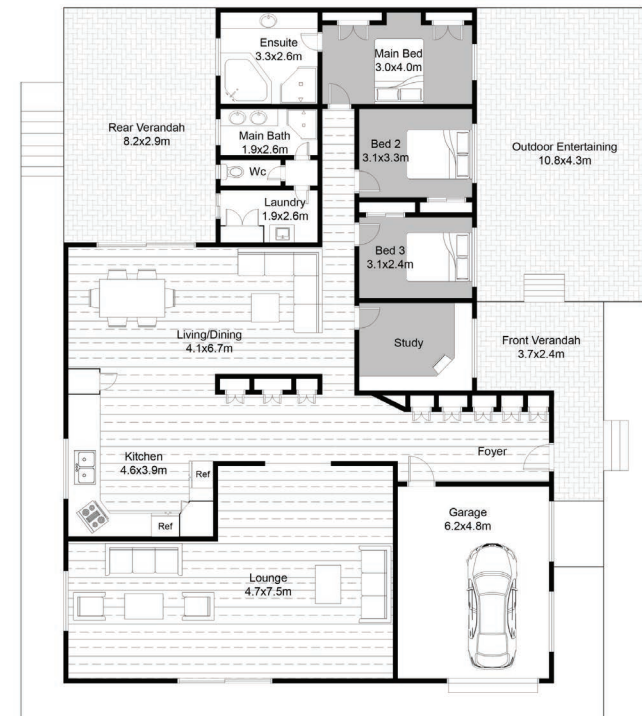 Ensuite
3.3x2.6m
Main Bed
3.0x4.0m
Rear Verandah
8.2x2.9m
Main Bath
1.9x2.6m
Bed 2
3.1x3.3m
Outdoor Entertaining
10.8x4.3m
Wc
Laundry
1.9x2.6m
Bed 3
3.1x2.4m
Living/Dining
4.1x6.7m
Study
Front Verandah
3.7x2.4m
Kitchen
4.6x3.9m
Ref
Foyer
Ref
Garage
6.2x4.8m
Lounge
4.7x7.5m